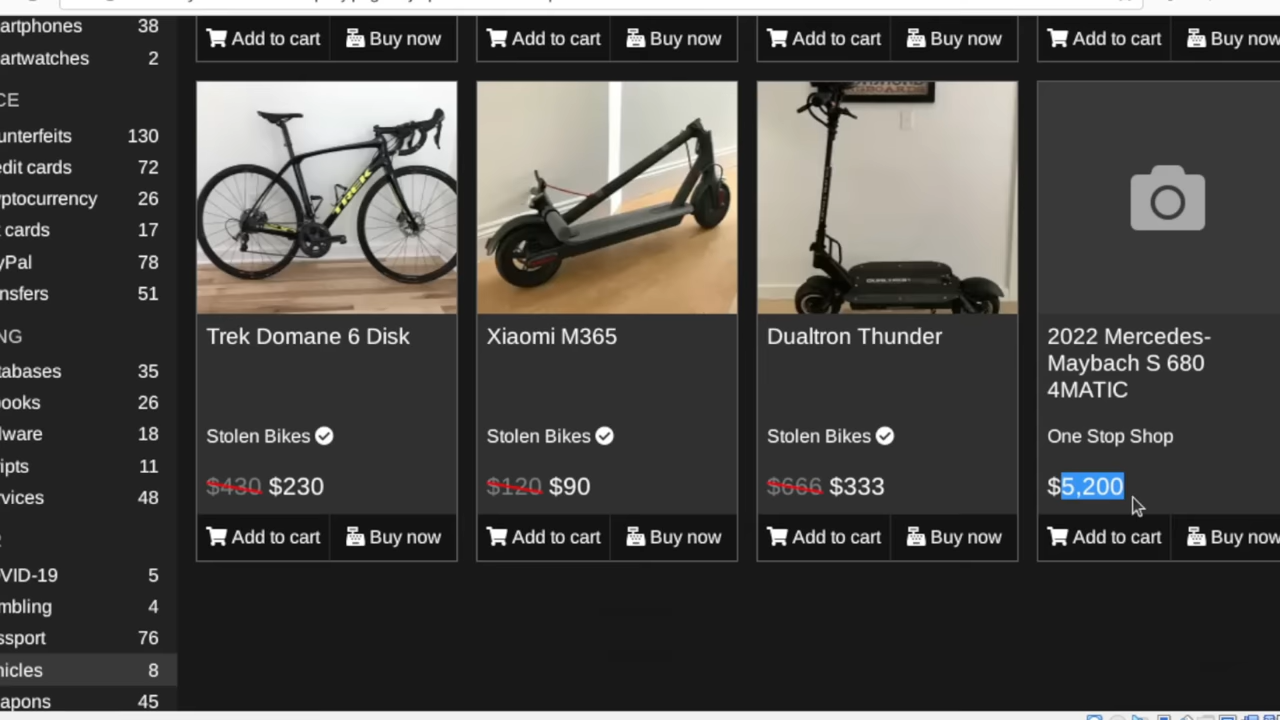 artphones 38
artwatches 2
CE
unterfeits 130
edit cards 72
ptocurrency 26
cards 17
yPal 78
nsfers 51
NG
tabases 35
ooks 26
ware 18
ipts 11
rvices 48
VID-19 5
mbling 4
ssport 76
hicles 8
apons 45
Add to cart Buy now
Add to cart Buy now
Add to cart Buy now
Add to cart Buy now
TREK
Trek Domane 6 Disk
Stolen Bikes
$430 $230
Add to cart Buy now
Xiaomi M365
Stolen Bikes
$120 $90
Add to cart Buy now
Dualtron Thunder
Stolen Bikes
$666 $333
Add to cart Buy now
2022 Mercedes-
Maybach S 680
4MATIC
One Stop Shop
$5,200
Add to cart Buy now